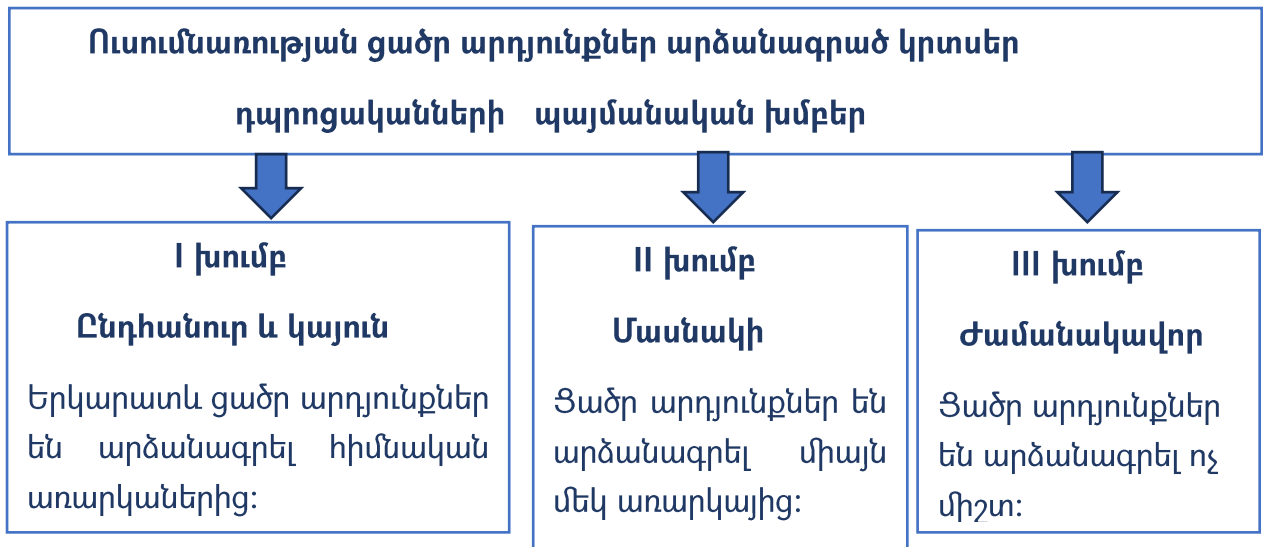 Ուսումնառության ցածր արդյունքներ արձանագրած կրտսեր
դպրոցականների պայմանական խմբեր
I խումբ
Ընդհանուր և կայուն
Երկարատև ցածր արդյունքներ
են արձանագրել հիմնական
առարկաներից:
II խումբ
Մասնակի
Ցածր արդյունքներ են
արձանագրել միայն
մեկ առարկայից:
III խումբ
Ժամանակավոր
Ցածր արդյունքներ
են արձանագրել ոչ
միշտ: